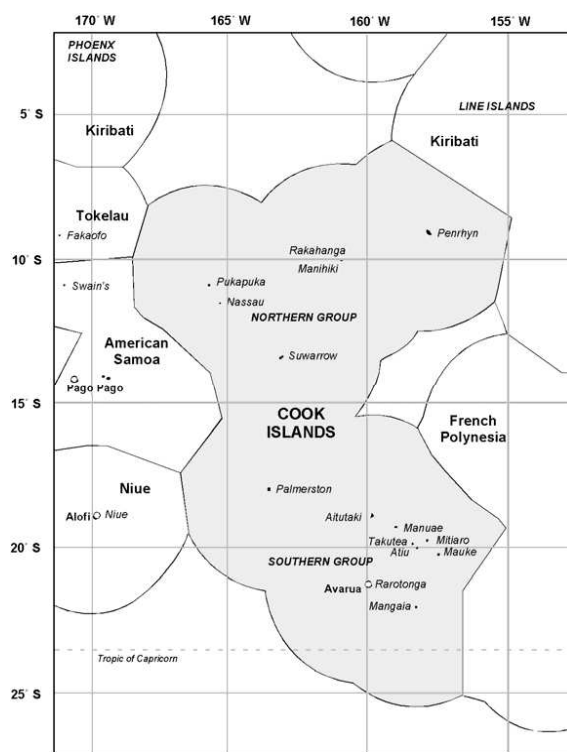 170° W
165° W
160° W
155° W
PHOENX
ISLANDS
5° S
LINE ISLANDS
Kiribati
Kiribati
Tokelau
Fakaofo
Penrhyn
Rakahanga
10° S
Manihiki
Swain's
Pukapuka
Nassau
NORTHERN GROUP
American
Samoa
Suwarrow
Pago Pago
15° S
COOK
ISLANDS
French
Polynesia
Niue
Palmerston
Alofi
Niue
Aitutaki
Manuae
Takutea
Mitiaro
20° S
Atiu
Mauke
SOUTHERN GROUP
Avarua
Rarotonga
Mangaia
Tropic of Capricorn
25° S